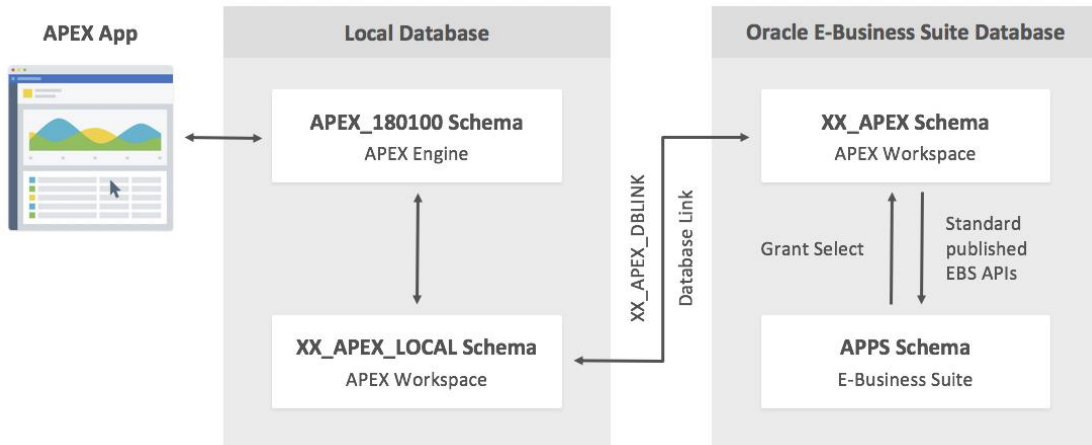 APEX App
Local Database
APEX_180100 Schema
APEX Engine
XX_APEX_LOCAL Schema
APEX Workspace
XX_APEX_DBLINK
Database Link
Oracle E-Business Suite Database
XX_APEX Schema
APEX Workspace
Grant Select
Standard
published
EBS APIs
APPS Schema
E-Business Suite